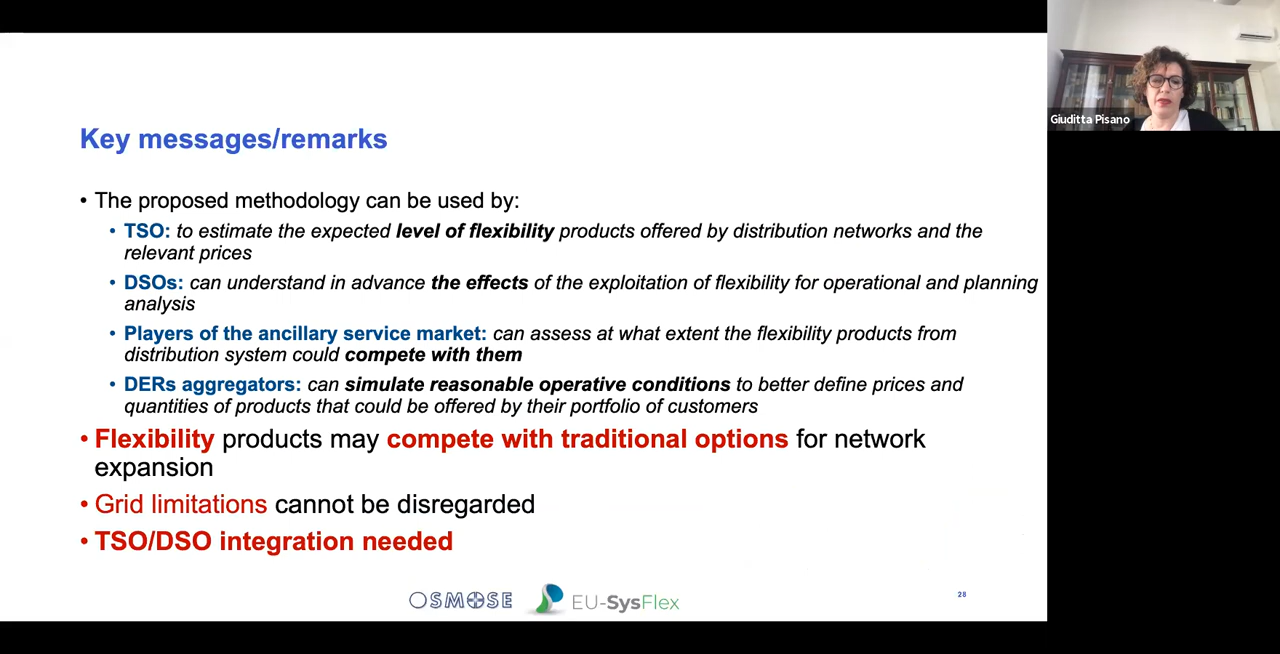 Key messages/remarks
• The proposed methodology can be used by:
• TSO: to estimate the expected level of flexibility products offered by distribution networks and the
relevant prices
• DSOs: can understand in advance the effects of the exploitation of flexibility for operational and planning
analysis
• Players of the ancillary service market: can assess at what extent the flexibility products from
distribution system could compete with them
• DERs aggregators: can simulate reasonable operative conditions to better define prices and
quantities of products that could be offered by their portfolio of customers
• Flexibility products may compete with traditional options for network
expansion
• Grid limitations cannot be disregarded
• TSO/DSO integration needed
OSMOSE
EU-SysFlex
28
Giuditta Pisano